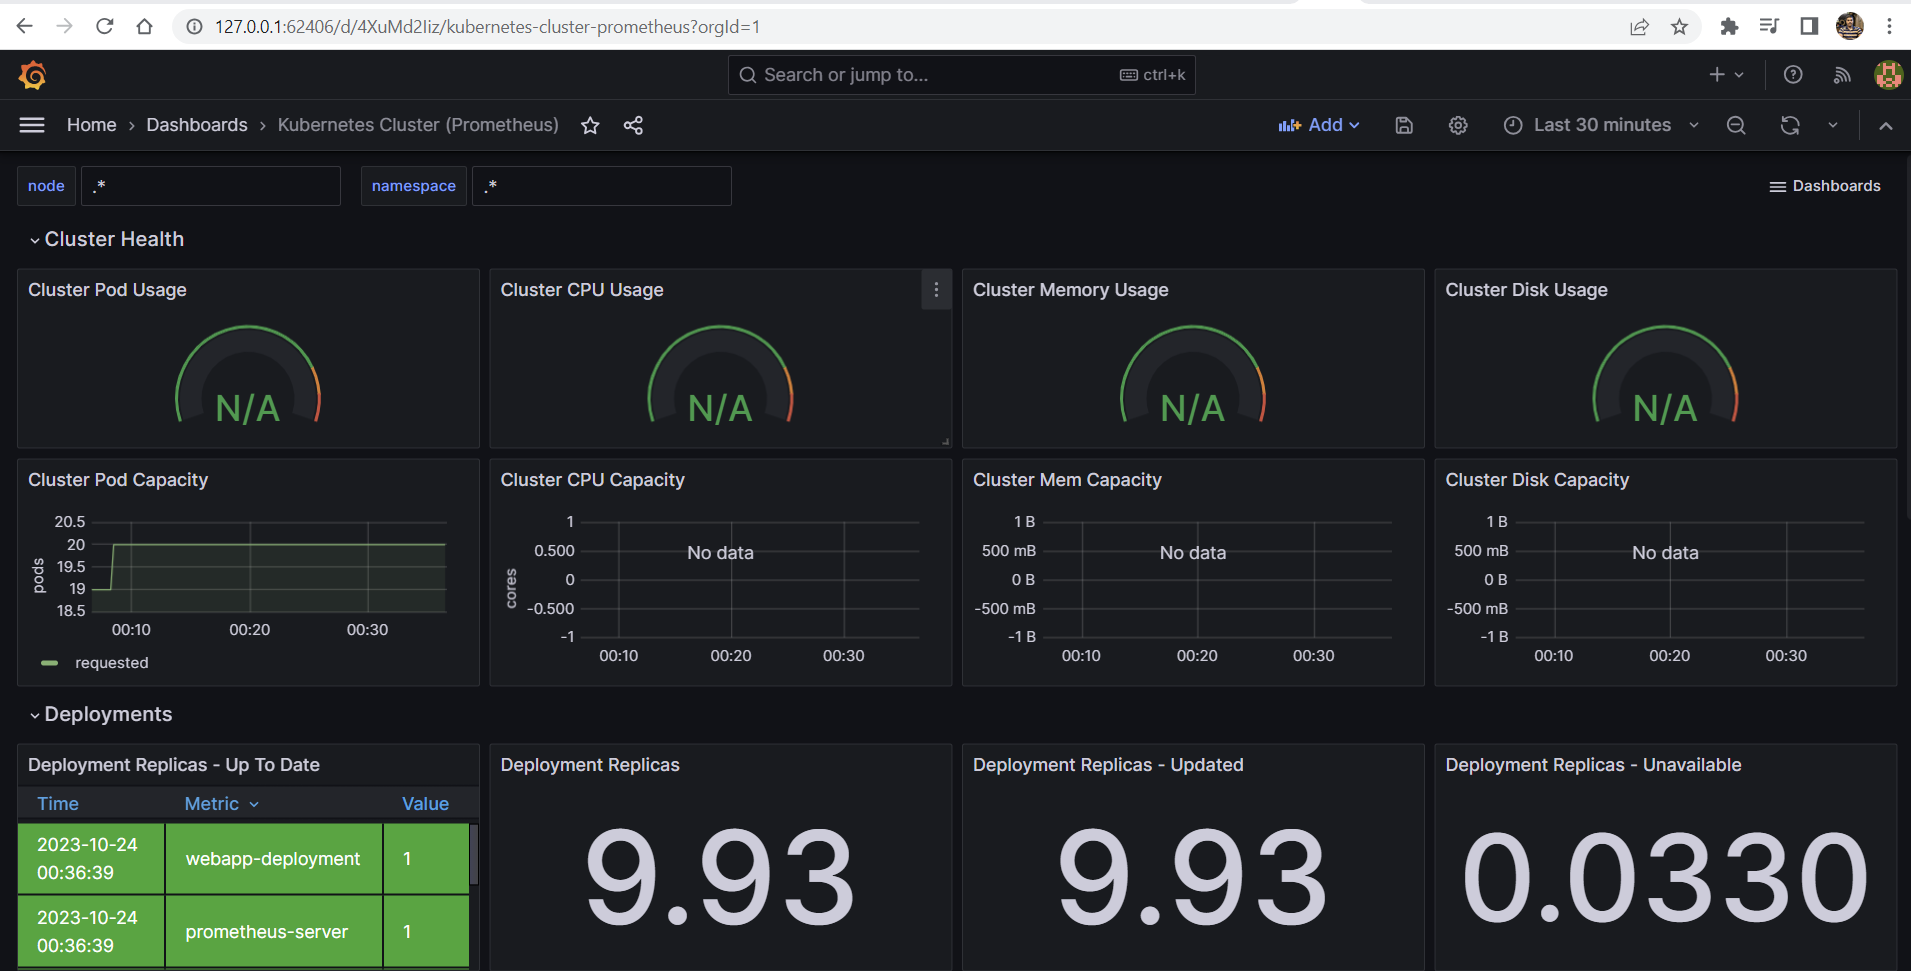 127.0.0.1:62406/d/4XuMd2Iiz/kubernetes-cluster-prometheus?orgId=1
Search or jump to... ctrl+k
Home › Dashboards › Kubernetes Cluster (Prometheus) Add Last 30 minutes
node .* namespace .* Dashboards
Cluster Health
Cluster Pod Usage
N/A
Cluster CPU Usage
N/A
Cluster Memory Usage
N/A
Cluster Disk Usage
N/A
Cluster Pod Capacity
pods
20.5
20
19.5
19
18.5
00:10 00:20 00:30
requested
Cluster CPU Capacity
cores
1
0.500
0
-0.500
-1
No data
00:10 00:20 00:30
Cluster Mem Capacity
1 B
500 mB
0 B
-500 mB
-1 B
No data
00:10 00:20 00:30
Cluster Disk Capacity
1 B
500 mB
0 B
-500 mB
-1 B
No data
00:10 00:20 00:30
Deployments
Deployment Replicas - Up To Date
Time Metric Value
2023-10-24
00:36:39
webapp-deployment 1
2023-10-24
00:36:39
prometheus-server 1
Deployment Replicas
9.93
Deployment Replicas - Updated
9.93
Deployment Replicas - Unavailable
0.0330